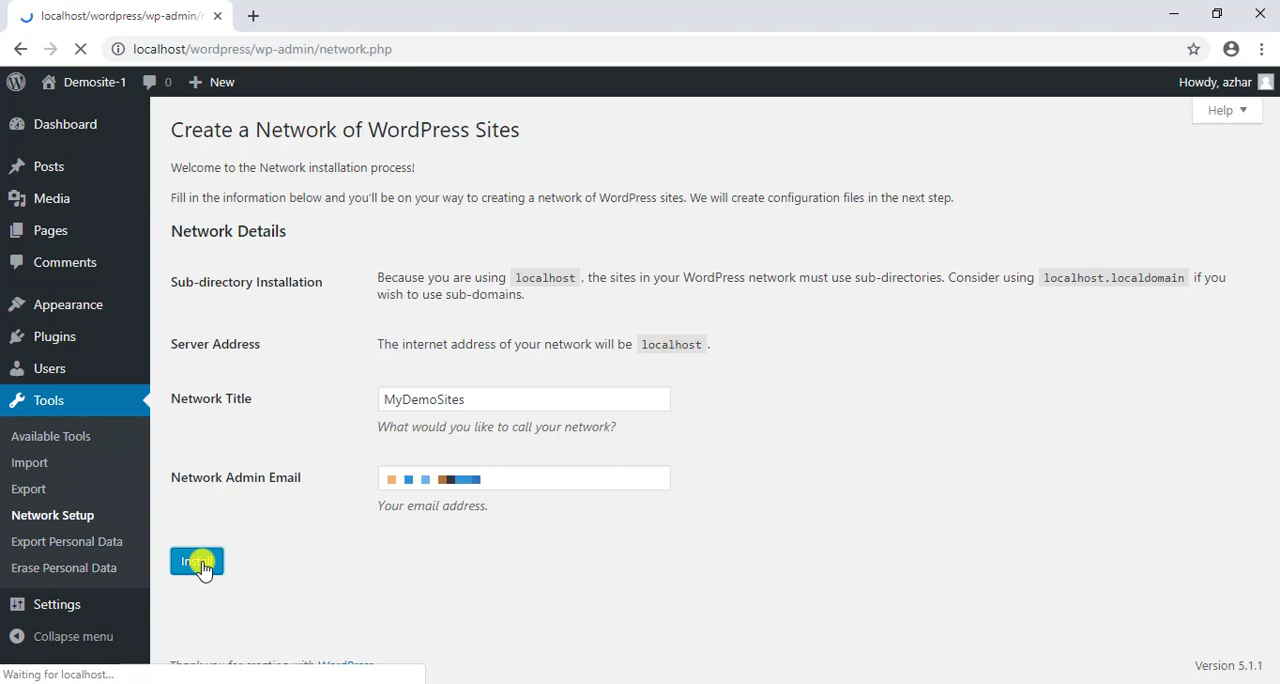 localhost/wordpress/wp-admin/
localhost/wordpress/wp-admin/network.php
Demosite-1 0 New Howdy, azhar
Help
Dashboard
Posts
Media
Pages
Comments
Appearance
Plugins
Users
Tools
Available Tools
Import
Export
Network Setup
Export Personal Data
Erase Personal Data
Settings
Collapse menu
Create a Network of WordPress Sites
Welcome to the Network installation process!
Fill in the information below and you'll be on your way to creating a network of WordPress sites. We will create configuration files in the next step.
Network Details
Sub-directory Installation
Because you are using localhost , the sites in your WordPress network must use sub-directories. Consider using localhost.localdomain if you
wish to use sub-domains.
Server Address
The internet address of your network will be localhost .
Network Title
MyDemoSites
What would you like to call your network?
Network Admin Email
Your email address.
Install
Thank you for creating with WordPress
Version 5.1.1
Waiting for localhost...